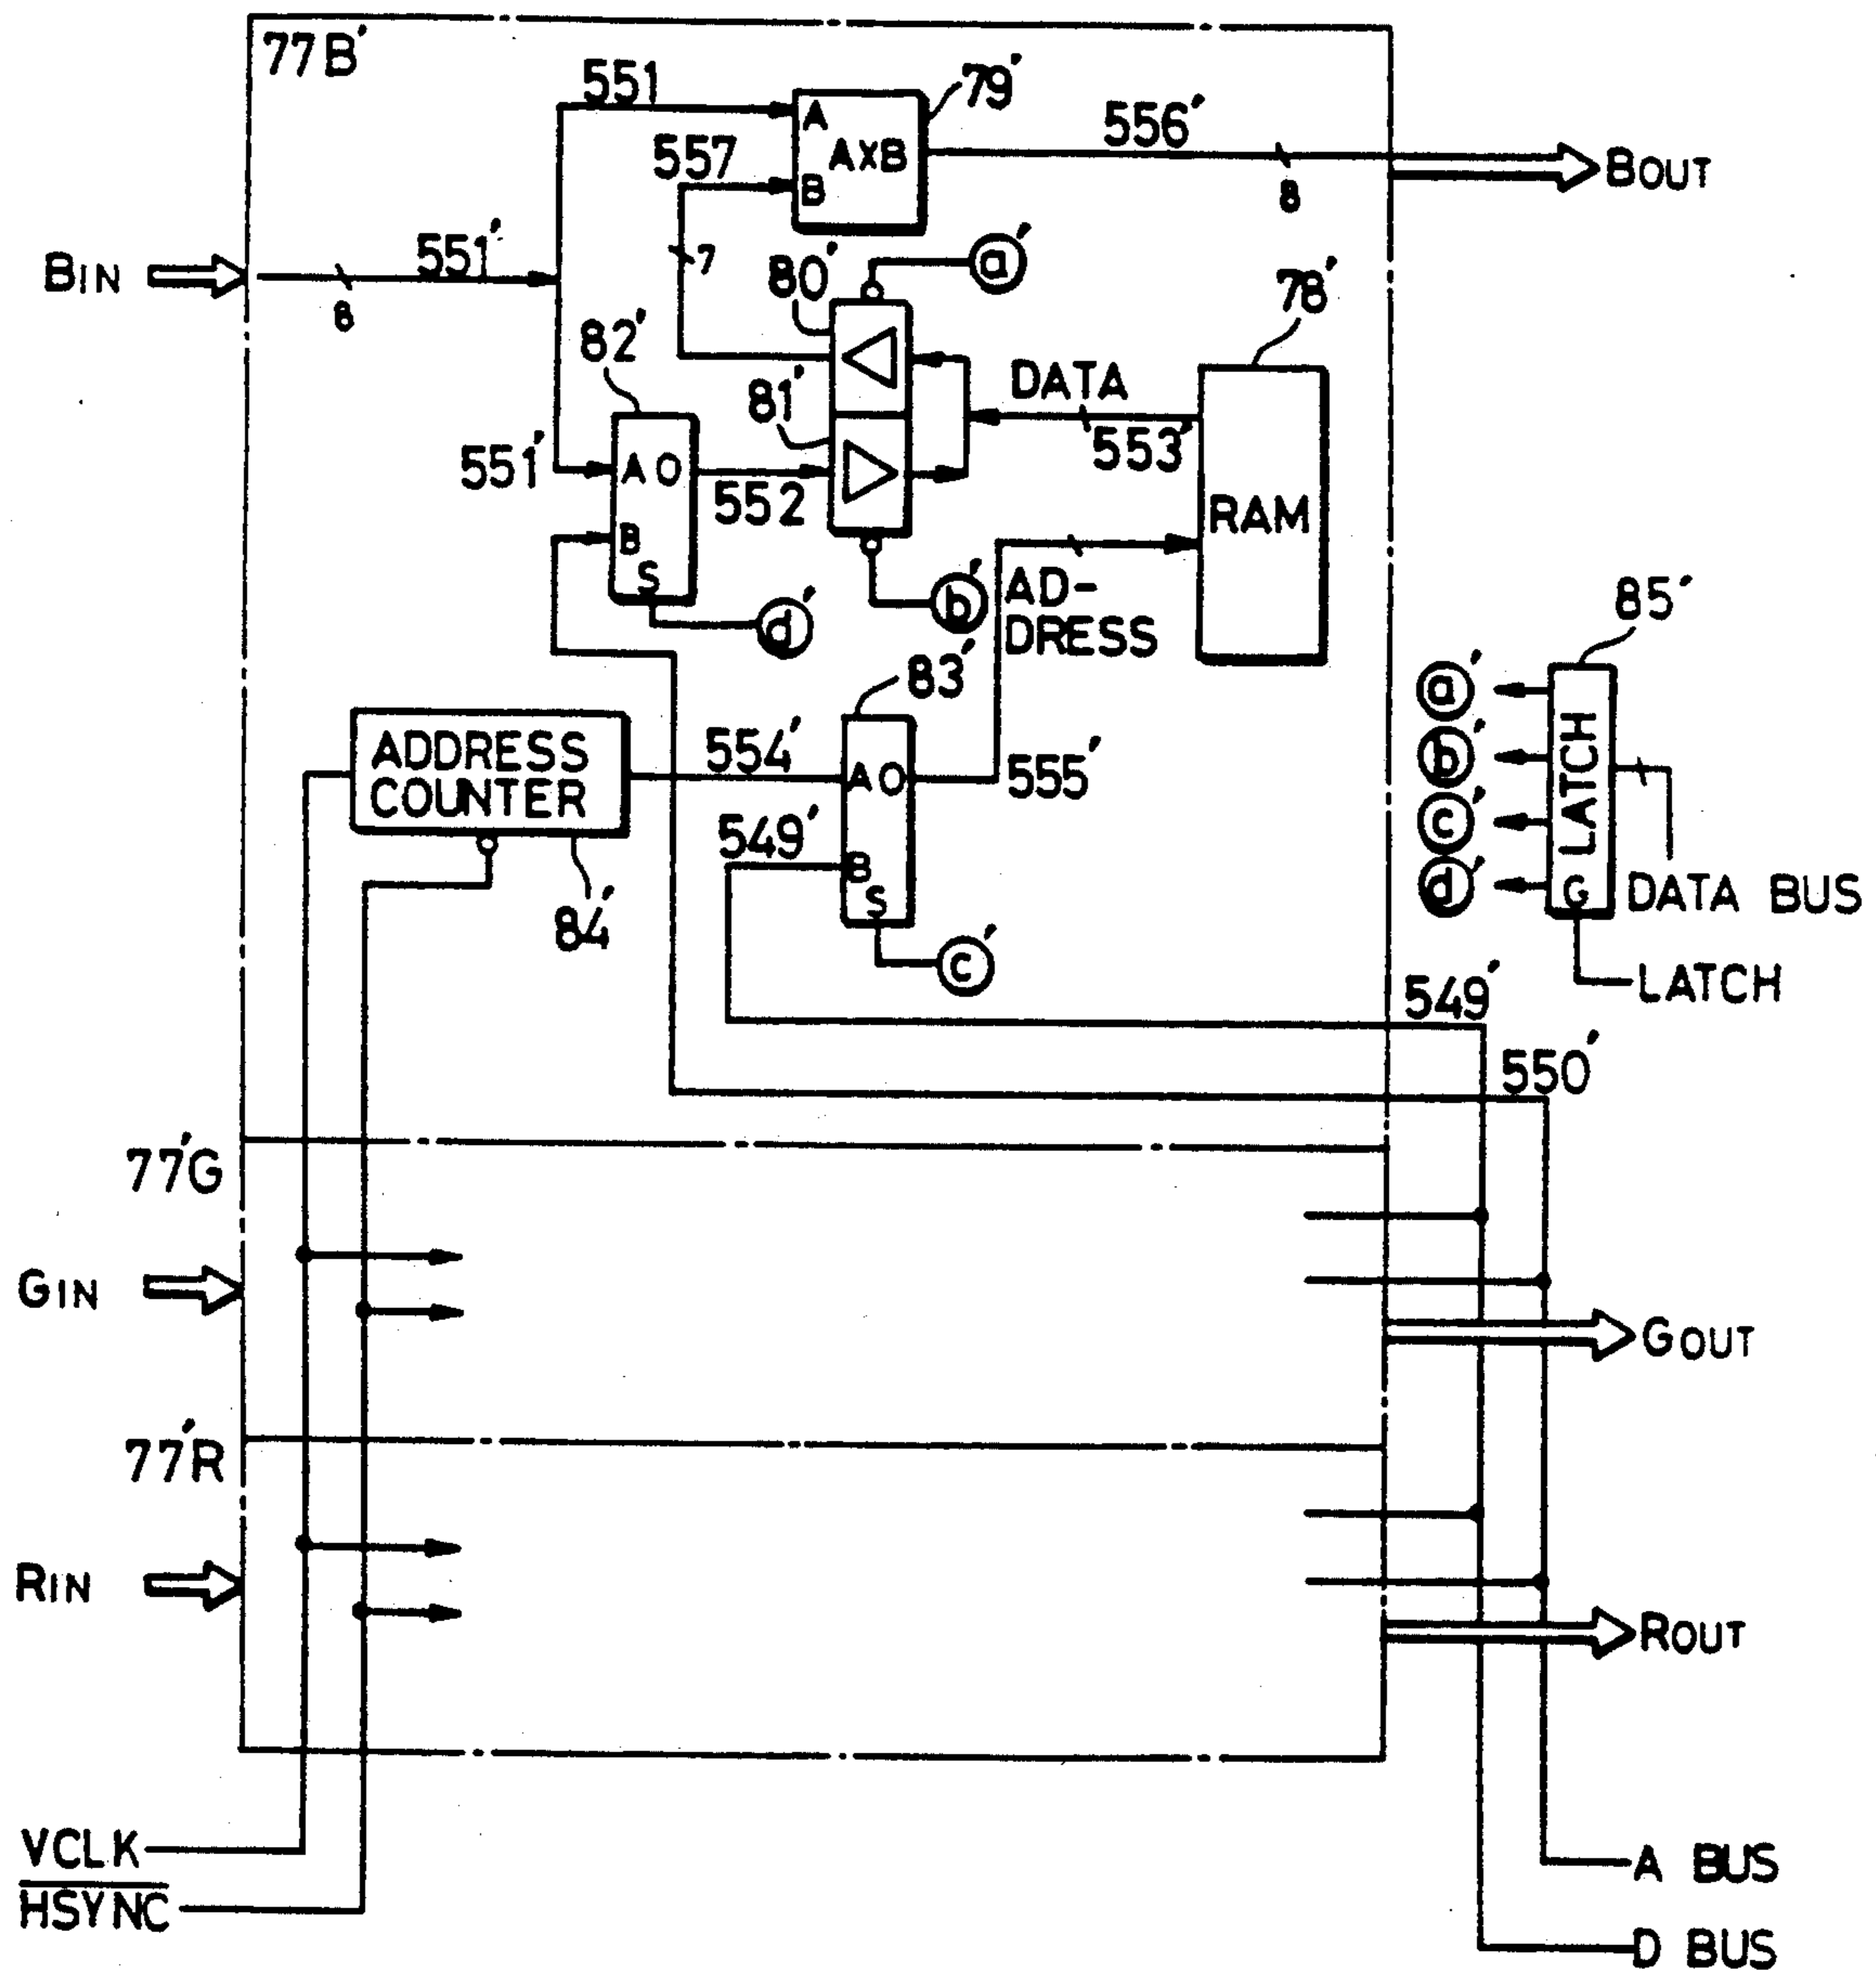 77B′
551
79′
A
AXB
557
B
556′
8
BOUT
BIN
551′
8
7
80′
a′
78′
82′
81′
DATA
553′
551′
A O
552
RAM
B
S
d′
b′
AD-
DRESS
83′
85′
a′
b′
c′
d′
LATCH
G
DATA BUS
LATCH
ADDRESS
COUNTER
554′
A O
555′
549′
B
S
84′
c′
549′
550′
77′G
GIN
GOUT
77′R
RIN
ROUT
VCLK
HSYNC
A BUS
D BUS